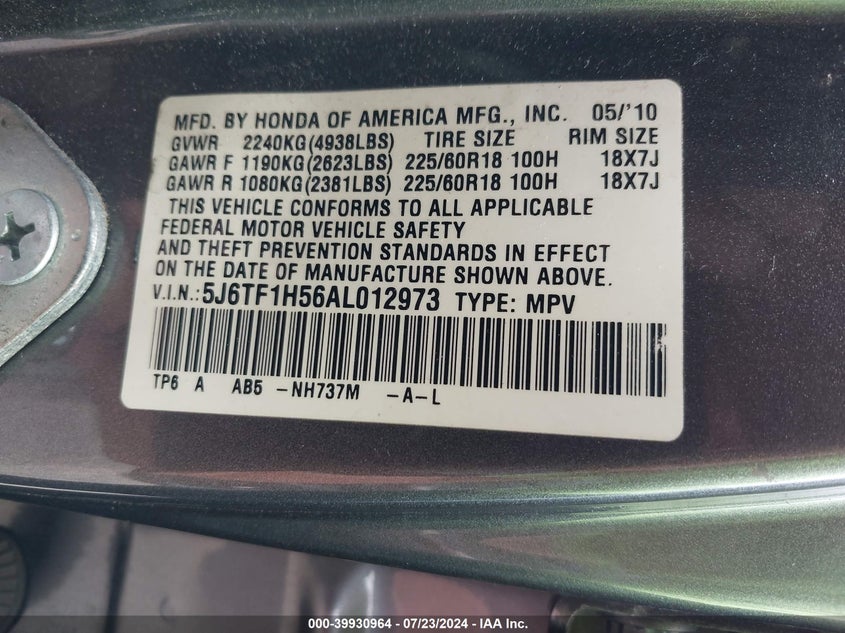 MFD. BY HONDA OF AMERICA MFG., INC. 05/'10
GVWR 2240KG(4938LBS) TIRE SIZE RIM SIZE
GAWR F 1190KG(2623LBS) 225/60R18 100H 18X7J
GAWR R 1080KG(2381LBS) 225/60R18 100H 18X7J
THIS VEHICLE CONFORMS TO ALL APPLICABLE
FEDERAL MOTOR VEHICLE SAFETY
AND THEFT PREVENTION STANDARDS IN EFFECT
ON THE DATE OF MANUFACTURE SHOWN ABOVE.
V.I.N.: 5J6TF1H56AL012973 TYPE: MPV
TP6 A AB5 -NH737M -A-L
000-39930964 - 07/23/2024 - IAA Inc.